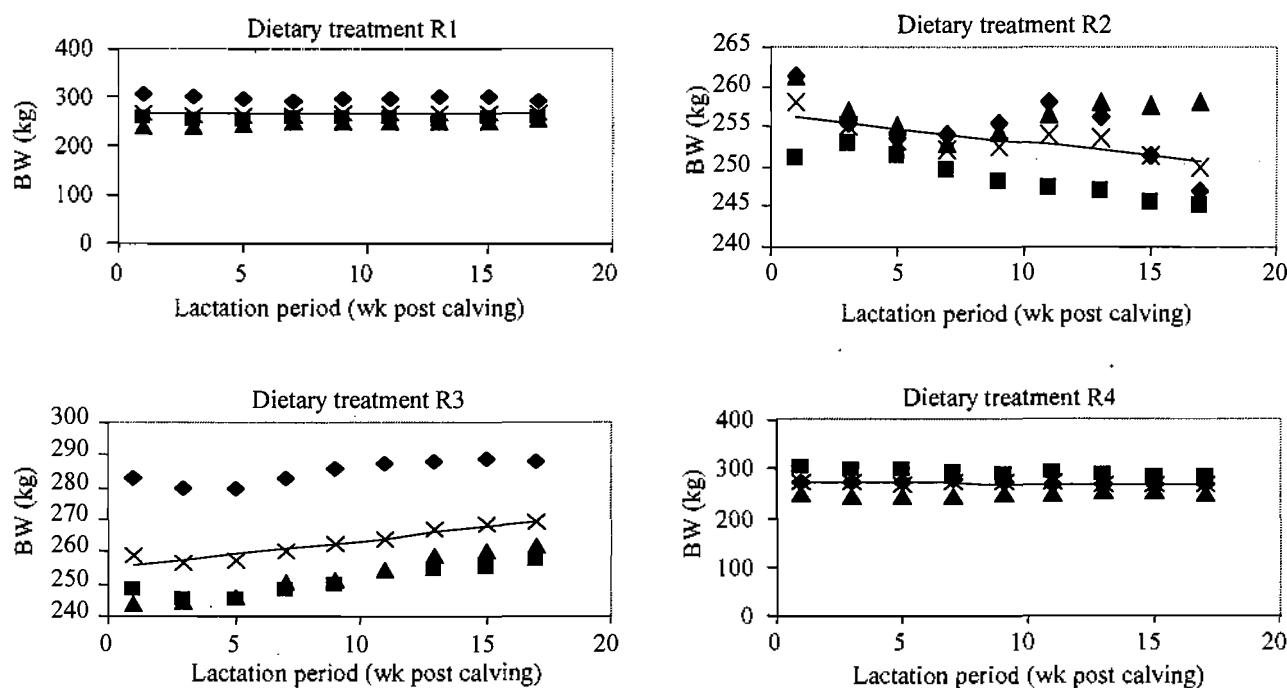 Dietary treatment R1
400
300
200
100
0
BW (kg)
0 5 10 15 20
Lactation period (wk post calving)
Dietary treatment R2
265
260
255
250
245
240
BW (kg)
0 5 10 15 20
Lactation period (wk post calving)
Dietary treatment R3
300
290
280
270
260
250
240
BW (kg)
0 5 10 15 20
Lactation period (wk post calving)
Dietary treatment R4
400
300
200
100
0
BW (kg)
0 5 10 15 20
Lactation period (wk post calving)